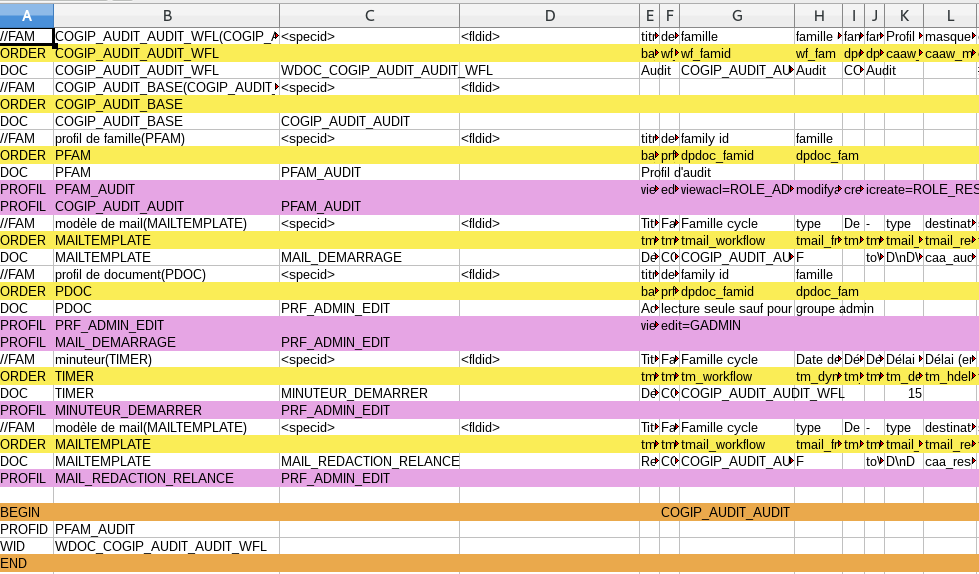 A B C D E F G H I J K L
//FAM COGIP_AUDIT_AUDIT_WFL(COGIP_A <specid> <fldid> titr de famille famille far far Profil masque
ORDER COGIP_AUDIT_AUDIT_WFL ba wf wf_famid wf_fam dp dp caaw_ caaw_m
DOC COGIP_AUDIT_AUDIT_WFL WDOC_COGIP_AUDIT_AUDIT_WFL Audit COGIP_AUDIT_AU Audit CO Audit
//FAM COGIP_AUDIT_BASE(COGIP_AUDIT_ <specid> <fldid>
ORDER COGIP_AUDIT_BASE
DOC COGIP_AUDIT_BASE COGIP_AUDIT_AUDIT
//FAM profil de famille(PFAM) <specid> <fldid> titr de family id famille
ORDER PFAM ba prf dpdoc_famid dpdoc_fam
DOC PFAM PFAM_AUDIT Profil d'audit
PROFIL PFAM_AUDIT vie ed viewacl=ROLE_AD modifya cre icreate=ROLE_RES
PROFIL COGIP_AUDIT_AUDIT PFAM_AUDIT
//FAM modèle de mail(MAILTEMPLATE) <specid> <fldid> Tit Fa Famille cycle type De - type destinat
ORDER MAILTEMPLATE tm tm tmail_workflow tmail_fr tm tm tmail_ tmail_re
DOC MAILTEMPLATE MAIL_DEMARRAGE De CO COGIP_AUDIT_AU F to\ D\nD\ caa_auc
//FAM profil de document(PDOC) <specid> <fldid> titr de family id famille
ORDER PDOC ba prf dpdoc_famid dpdoc_fam
DOC PDOC PRF_ADMIN_EDIT Ac lecture seule sauf pour groupe admin
PROFIL PRF_ADMIN_EDIT vie edit=GADMIN
PROFIL MAIL_DEMARRAGE PRF_ADMIN_EDIT
//FAM minuteur(TIMER) <specid> <fldid> Tit Fa Famille cycle Date de Dé Dé Délai Délai (en
ORDER TIMER tm tm tm_workflow tm_dyn tm tm tm_de tm_hdel
DOC TIMER MINUTEUR_DEMARRER De CO COGIP_AUDIT_AUDIT_WFL 15
PROFIL MINUTEUR_DEMARRER PRF_ADMIN_EDIT
//FAM modèle de mail(MAILTEMPLATE) <specid> <fldid> Tit Fa Famille cycle type De - type destinat
ORDER MAILTEMPLATE tm tm tmail_workflow tmail_fr tm tm tmail_ tmail_re
DOC MAILTEMPLATE MAIL_REDACTION_RELANCE Re CO COGIP_AUDIT_AU F to\ D\nD caa_res
PROFIL MAIL_REDACTION_RELANCE PRF_ADMIN_EDIT
BEGIN COGIP_AUDIT_AUDIT
PROFID PFAM_AUDIT
WID WDOC_COGIP_AUDIT_AUDIT_WFL
END